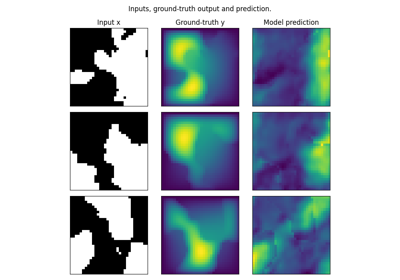 Inputs, ground-truth output and prediction.
Input x
Ground-truth y
Model prediction